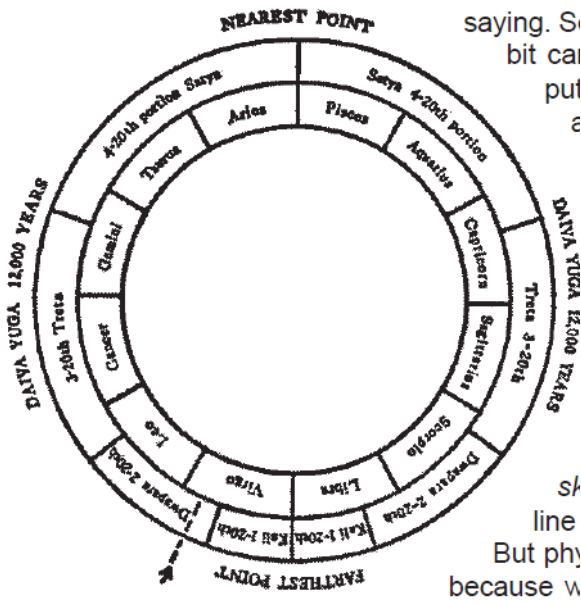 NEAREST POINT
saying. Se
bit car
put
a
4-20th portion Satya
Satya 4-20th portion
Aries
Pisces
Taurus
Aquarius
Gemini
Capricorn
DAIVA YUGA 12,000 YEARS
DAIVA YUGA 12,000 YEARS
3-20th Treta
Treta 3-20th
Cancer
Sagitarius
Leo
Scorpio
Virgo
Libra
Dwapara 2-20th
Kali 1-20th
Kali 1-20th
Dwapara 2-20th
FARTHEST POINT
sk
line
But phy
because w